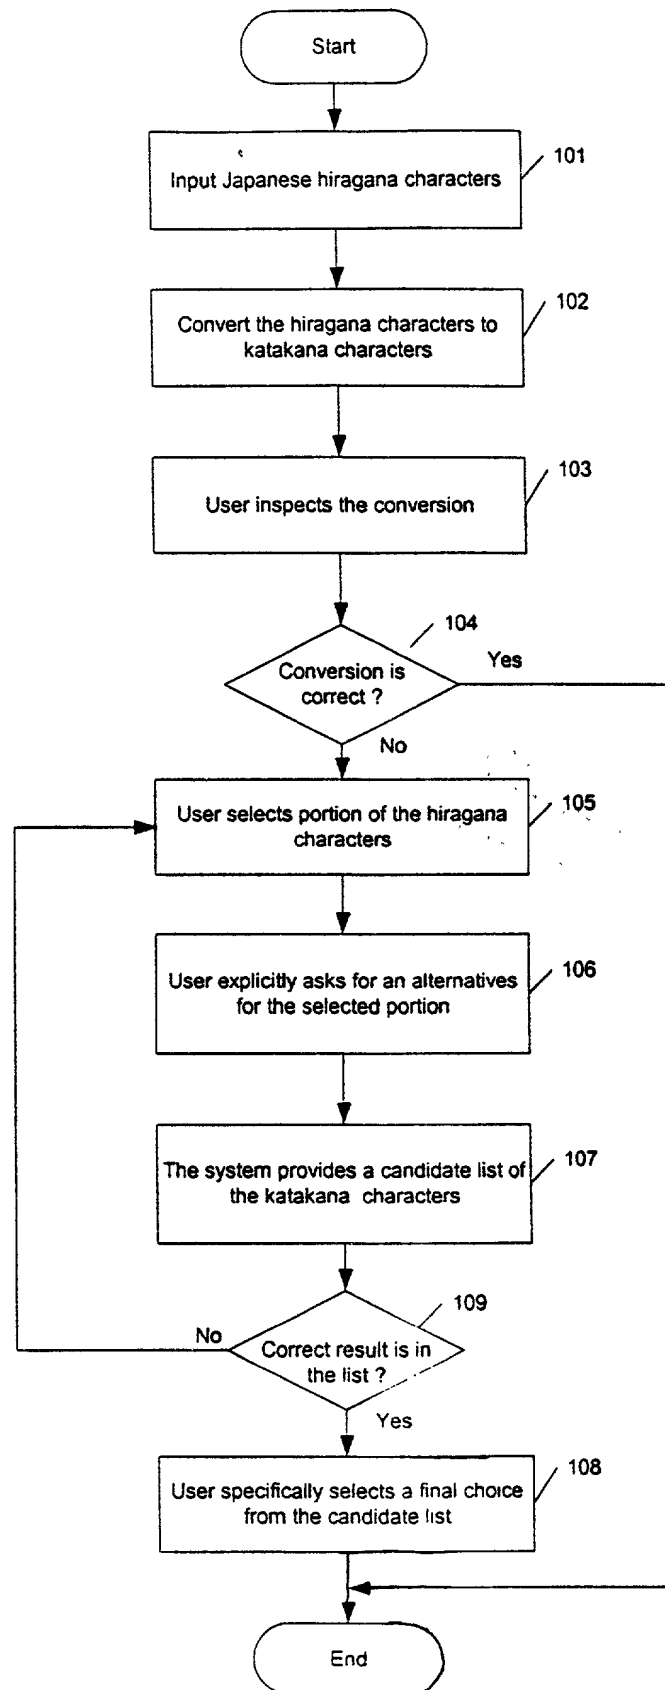 Start
101
Input Japanese hiragana characters
102
Convert the hiragana characters to
katakana characters
103
User inspects the conversion
104
Yes
Conversion is
correct ?
No
105
User selects portion of the hiragana
characters
106
User explicitly asks for an alternatives
for the selected portion
107
The system provides a candidate list of
the katakana characters
109
No
Correct result is in
the list ?
Yes
108
User specifically selects a final choice
from the candidate list
End